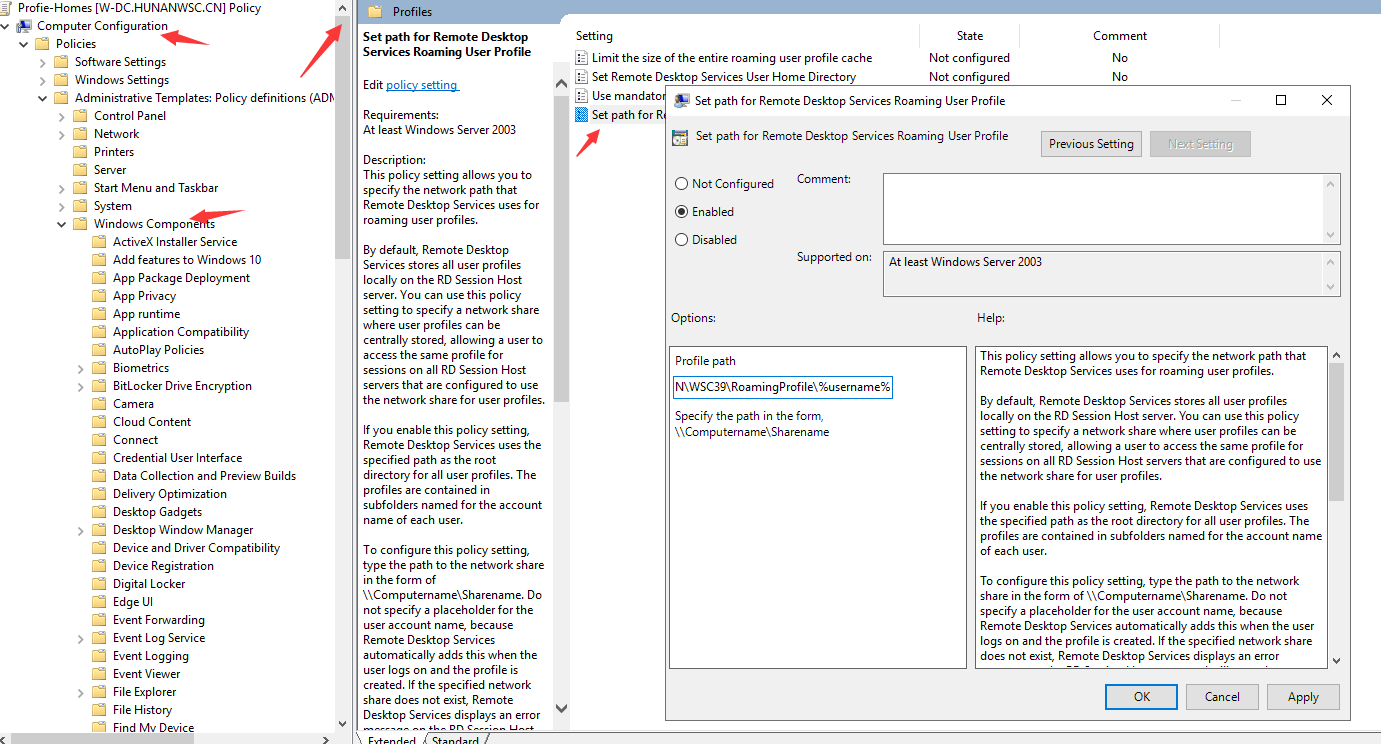 Profie-Homes [W-DC.HUNANWSC.CN] Policy
Computer Configuration
Policies
Software Settings
Windows Settings
Administrative Templates: Policy definitions (ADM
Control Panel
Network
Printers
Server
Start Menu and Taskbar
System
Windows Components
ActiveX Installer Service
Add features to Windows 10
App Package Deployment
App Privacy
App runtime
Application Compatibility
AutoPlay Policies
Biometrics
BitLocker Drive Encryption
Camera
Cloud Content
Connect
Credential User Interface
Data Collection and Preview Builds
Delivery Optimization
Desktop Gadgets
Desktop Window Manager
Device and Driver Compatibility
Device Registration
Digital Locker
Edge UI
Event Forwarding
Event Log Service
Event Logging
Event Viewer
File Explorer
File History
Find My Device
Profiles
Set path for Remote Desktop
Services Roaming User Profile
Edit policy setting
Requirements:
At least Windows Server 2003
Description:
This policy setting allows you to
specify the network path that
Remote Desktop Services uses for
roaming user profiles.
By default, Remote Desktop
Services stores all user profiles
locally on the RD Session Host
server. You can use this policy
setting to specify a network share
where user profiles can be
centrally stored, allowing a user to
access the same profile for
sessions on all RD Session Host
servers that are configured to use
the network share for user profiles.
If you enable this policy setting,
Remote Desktop Services uses the
specified path as the root
directory for all user profiles. The
profiles are contained in
subfolders named for the account
name of each user.
To configure this policy setting,
type the path to the network share
in the form of
\\Computername\Sharename. Do
not specify a placeholder for the
user account name, because
Remote Desktop Services
automatically adds this when the
user logs on and the profile is
created. If the specified network
share does not exist, Remote
Desktop Services displays an error
message on the RD Session Host
Extended Standard
Setting State Comment
Limit the size of the entire roaming user profile cache Not configured No
Set Remote Desktop Services User Home Directory Not configured No
Use mandator
Set path for Re
Set path for Remote Desktop Services Roaming User Profile
Set path for Remote Desktop Services Roaming User Profile
Previous Setting Next Setting
Not Configured
Enabled
Disabled
Comment:
Supported on: At least Windows Server 2003
Options: Help:
Profile path
N\WSC39\RoamingProfile\%username%
Specify the path in the form,
\\Computername\Sharename
This policy setting allows you to specify the network path that
Remote Desktop Services uses for roaming user profiles.
By default, Remote Desktop Services stores all user profiles
locally on the RD Session Host server. You can use this policy
setting to specify a network share where user profiles can be
centrally stored, allowing a user to access the same profile for
sessions on all RD Session Host servers that are configured to use
the network share for user profiles.
If you enable this policy setting, Remote Desktop Services uses
the specified path as the root directory for all user profiles. The
profiles are contained in subfolders named for the account name
of each user.
To configure this policy setting, type the path to the network
share in the form of \\Computername\Sharename. Do not
specify a placeholder for the user account name, because
Remote Desktop Services automatically adds this when the user
logs on and the profile is created. If the specified network share
does not exist, Remote Desktop Services displays an error
OK Cancel Apply